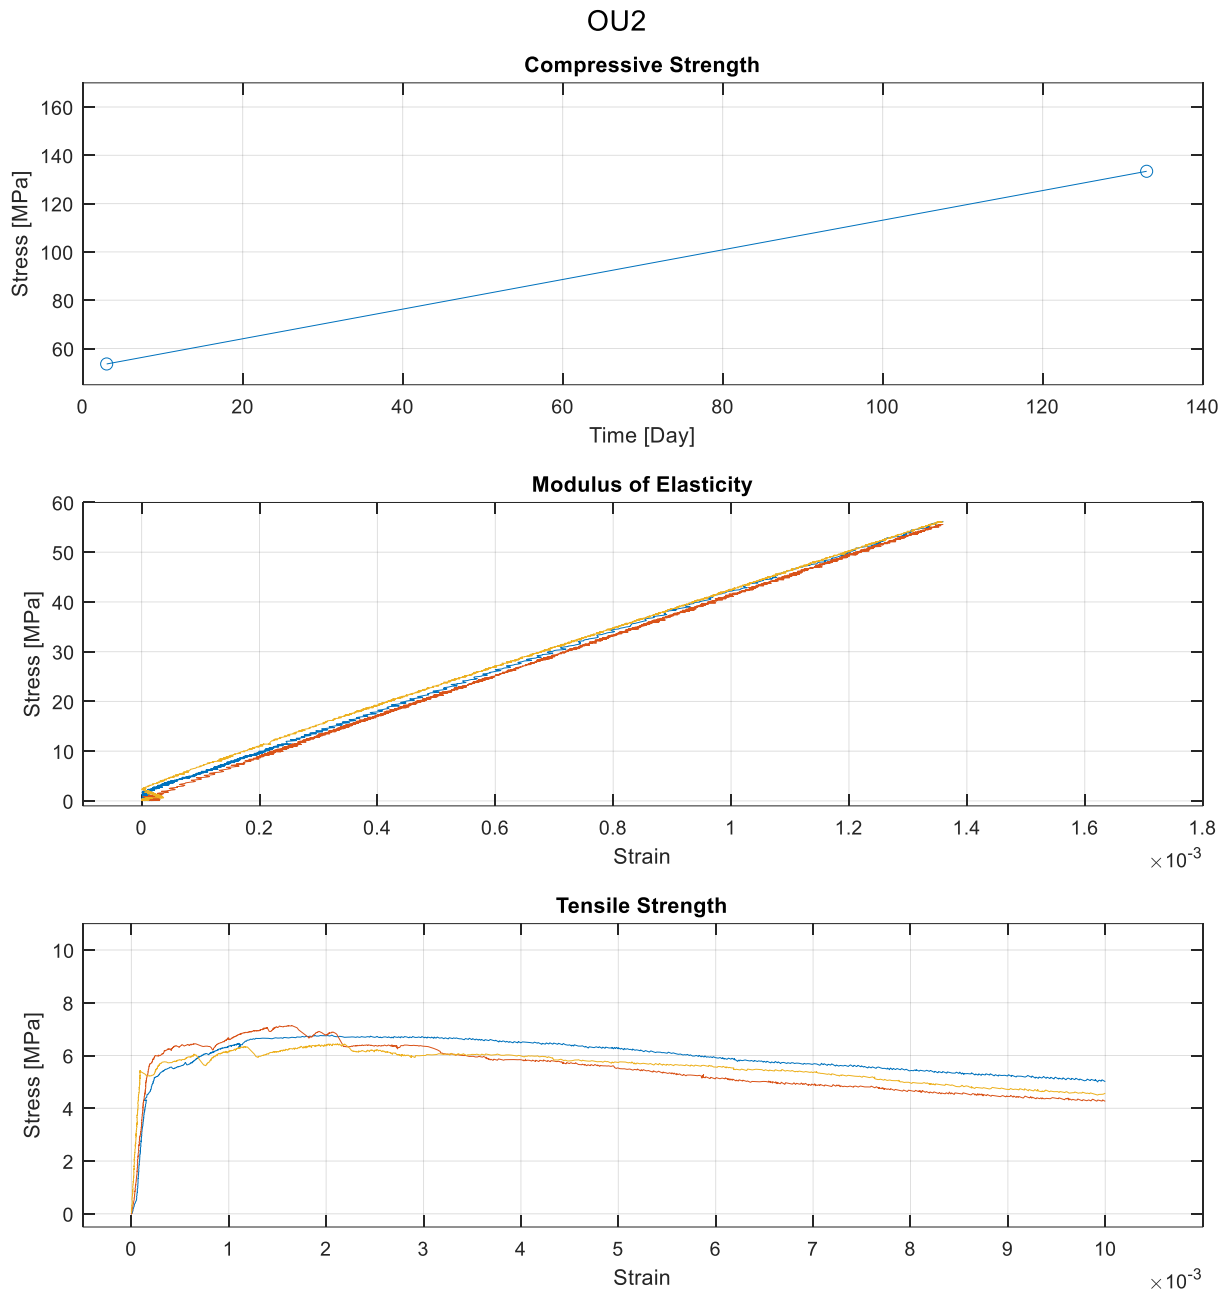 OU2
Compressive Strength
Stress [MPa]
160
140
120
100
80
60
0 20 40 60 80 100 120 140
Time [Day]
Modulus of Elasticity
Stress [MPa]
60
50
40
30
20
10
0
0 0.2 0.4 0.6 0.8 1 1.2 1.4 1.6 1.8
Strain
×10⁻³
Tensile Strength
Stress [MPa]
10
8
6
4
2
0
0 1 2 3 4 5 6 7 8 9 10
Strain
×10⁻³